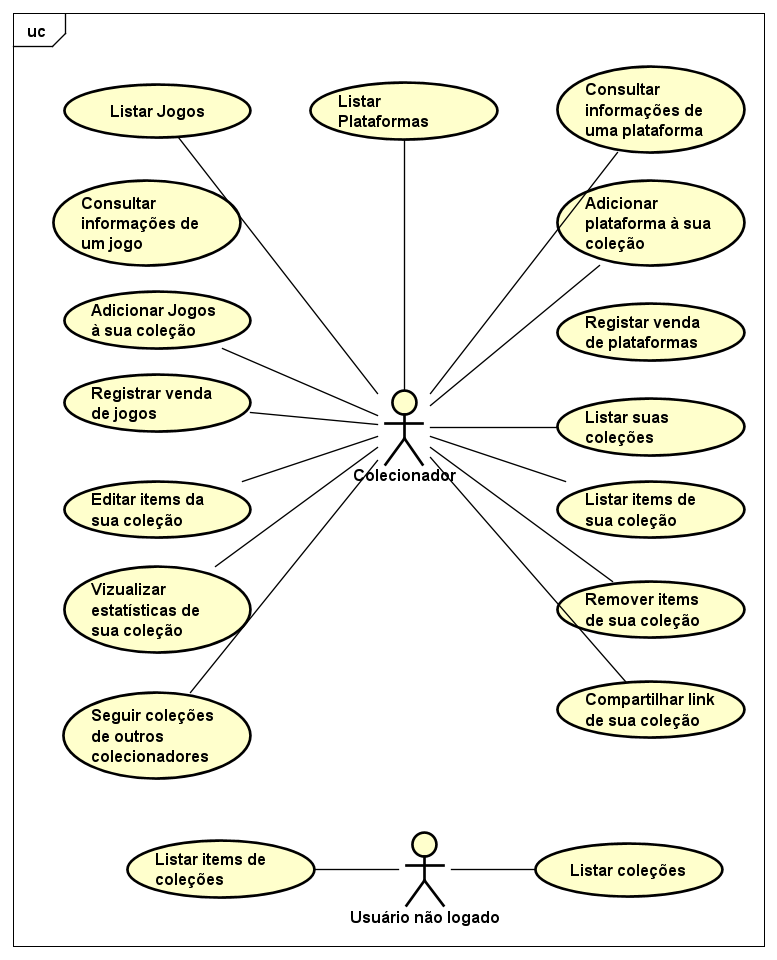 uc
Listar Jogos
Listar
Plataformas
Consultar
informações de
uma plataforma
Consultar
informações de
um jogo
Adicionar
plataforma à sua
coleção
Adicionar Jogos
à sua coleção
Registar venda
de plataformas
Registrar venda
de jogos
Listar suas
coleções
Colecionador
Editar items da
sua coleção
Listar items de
sua coleção
Vizualizar
estatísticas de
sua coleção
Remover items
de sua coleção
Seguir coleções
de outros
colecionadores
Compartilhar link
de sua coleção
Listar items de
coleções
Listar coleções
Usuário não logado